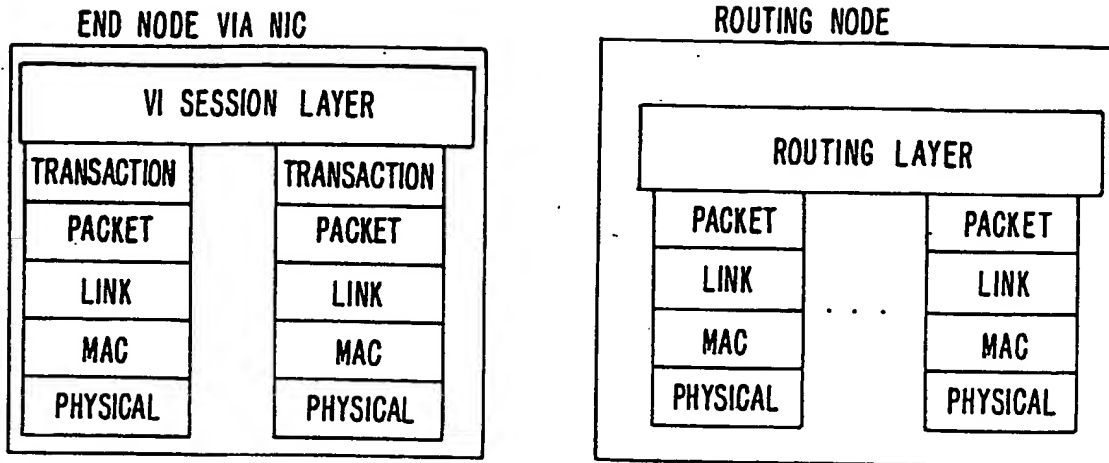 END NODE VIA NIC
VI SESSION LAYER
TRANSACTION
PACKET
LINK
MAC
PHYSICAL
TRANSACTION
PACKET
LINK
MAC
PHYSICAL
ROUTING NODE
ROUTING LAYER
PACKET
LINK
MAC
PHYSICAL
. . .
PACKET
LINK
MAC
PHYSICAL